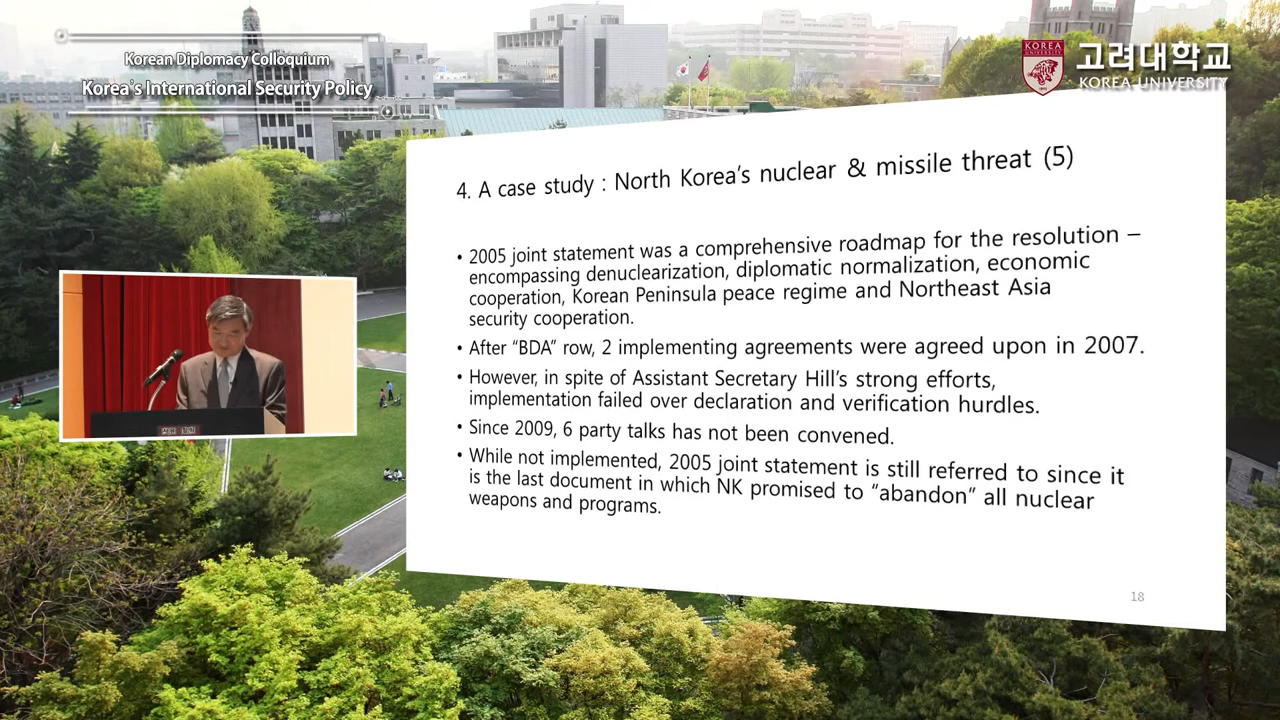 Korean Diplomacy Colloquium
Korea's International Security Policy
KOREA
UNIVERSITY
고려대학교
KOREA UNIVERSITY
4. A case study : North Korea's nuclear & missile threat (5)
• 2005 joint statement was a comprehensive roadmap for the resolution –
encompassing denuclearization, diplomatic normalization, economic
cooperation, Korean Peninsula peace regime and Northeast Asia
security cooperation.
• After “BDA” row, 2 implementing agreements were agreed upon in 2007.
• However, in spite of Assistant Secretary Hill's strong efforts,
implementation failed over declaration and verification hurdles.
• Since 2009, 6 party talks has not been convened.
• While not implemented, 2005 joint statement is still referred to since it
is the last document in which NK promised to “abandon” all nuclear
weapons and programs.
18